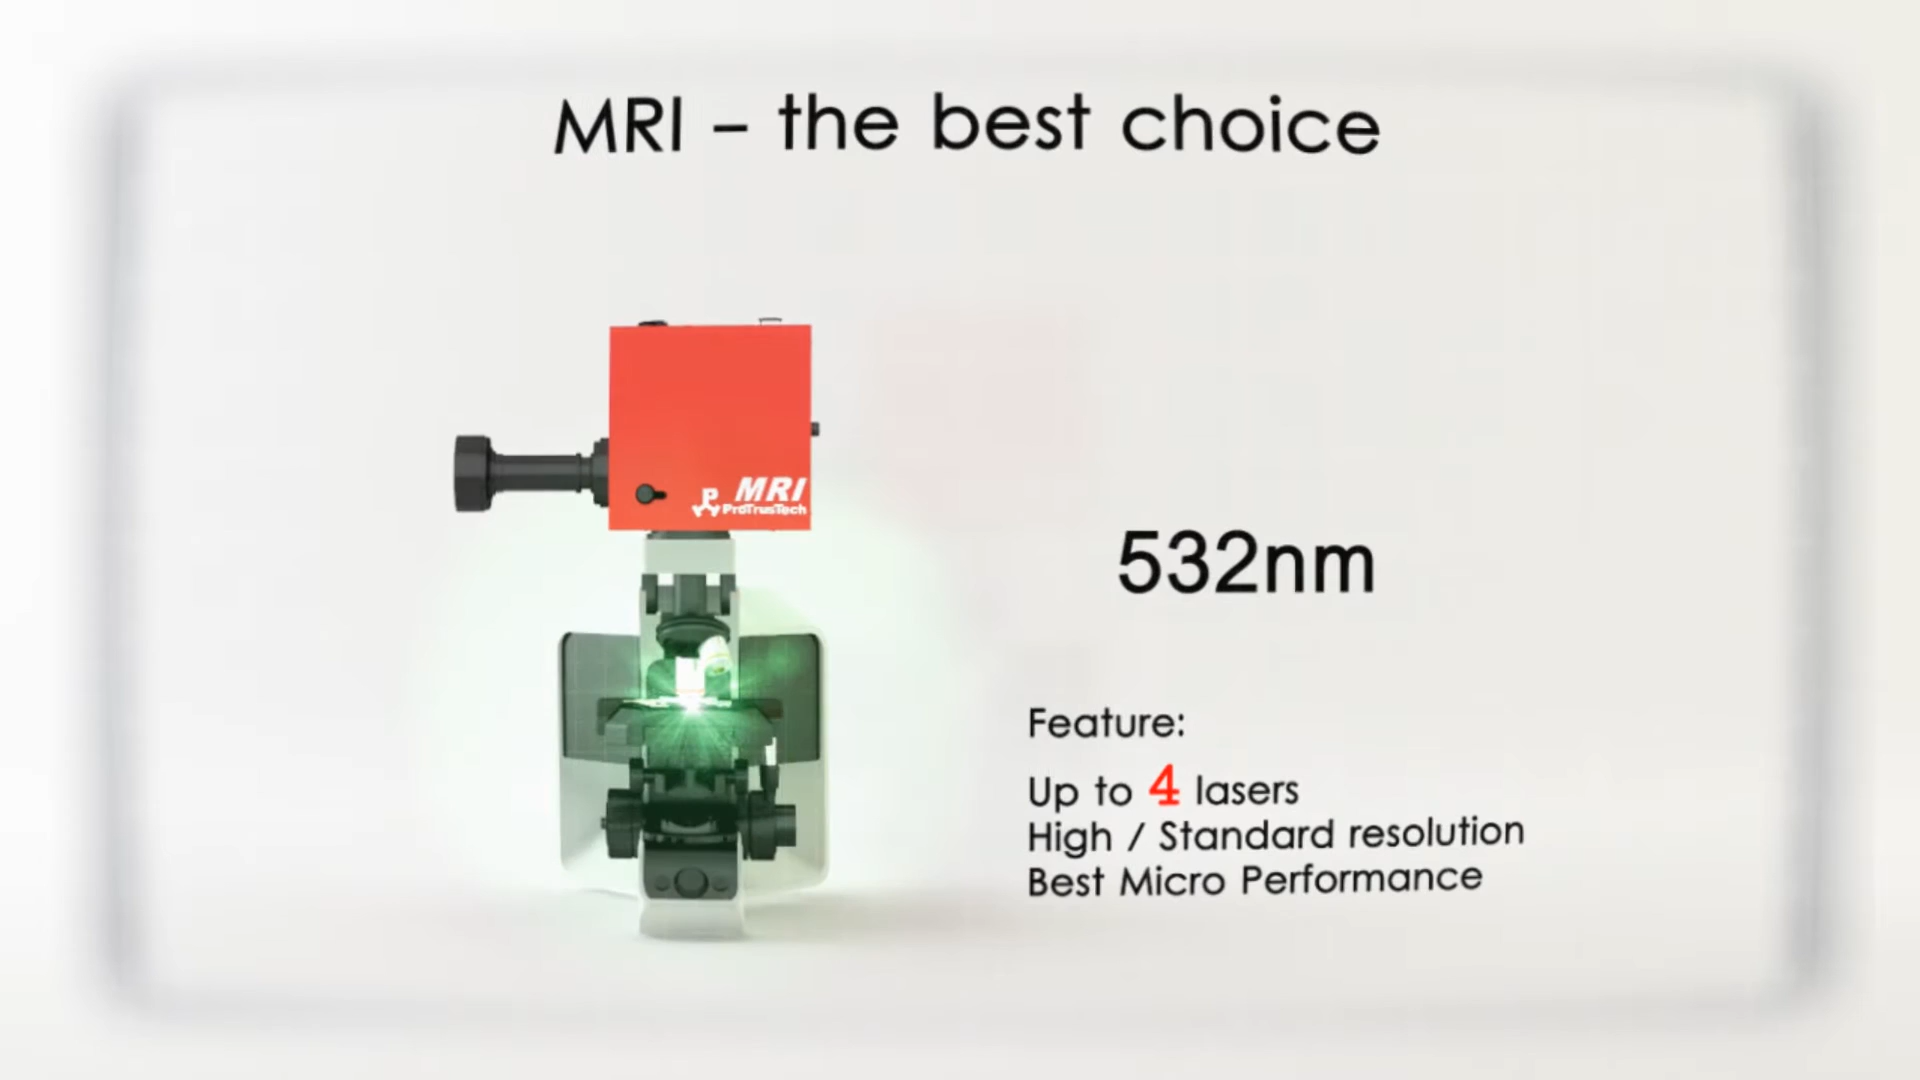 MRI – the best choice
MRI
P
ProTrusTech
532nm
Feature:
Up to 4 lasers
High / Standard resolution
Best Micro Performance